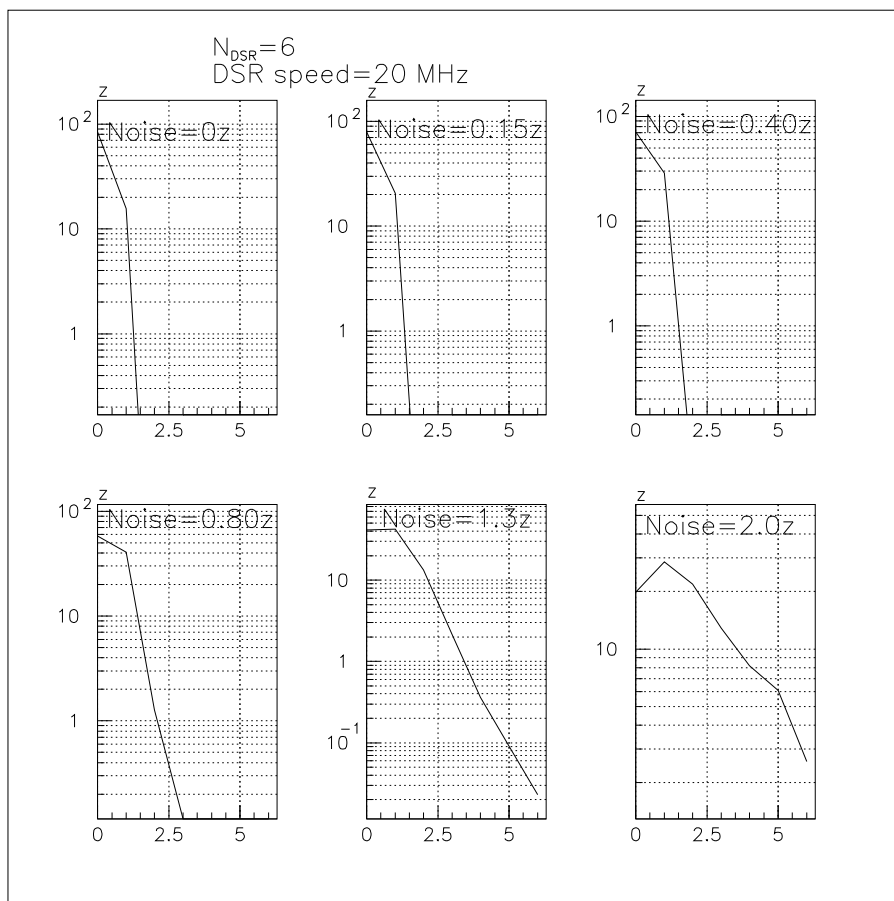 N_DSR=6
DSR speed=20 MHz
z z z
Noise=0z Noise=0.15z Noise=0.40z
10² 10² 10²
10 10 10
1 1 1
0 2.5 5 0 2.5 5 0 2.5 5
z z z
Noise=0.80z Noise=1.3z Noise=2.0z
10² 10 10
10 1
1 10⁻¹
0 2.5 5 0 2.5 5 0 2.5 5